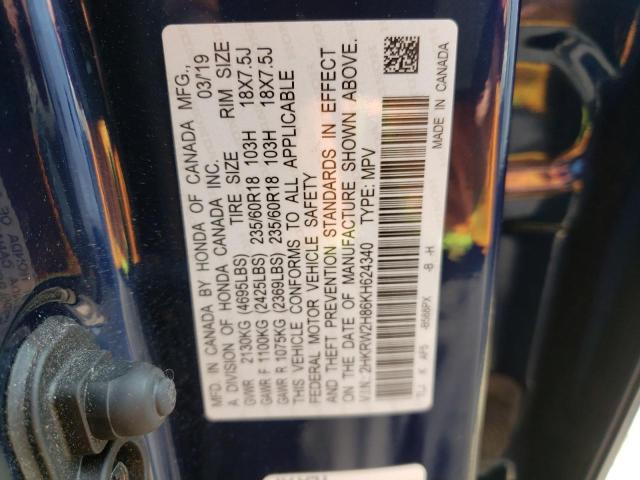 MFD. IN CANADA BY HONDA OF CANADA MFG., 03/19
A DIVISION OF HONDA CANADA INC.
TIRE SIZE RIM SIZE
GVWR 2130KG (4695LBS)
GAWR F 1100KG (2425LBS) 235/60R18 103H 18X7.5J
GAWR R 1075KG (2369LBS) 235/60R18 103H 18X7.5J
THIS VEHICLE CONFORMS TO ALL APPLICABLE
FEDERAL MOTOR VEHICLE SAFETY
AND THEFT PREVENTION STANDARDS IN EFFECT
ON THE DATE OF MANUFACTURE SHOWN ABOVE.
V.I.N: 2HKRW2H86KH624340 TYPE: MPV
-B-H
TLJ K AP5 -B588PX MADE IN CANADA